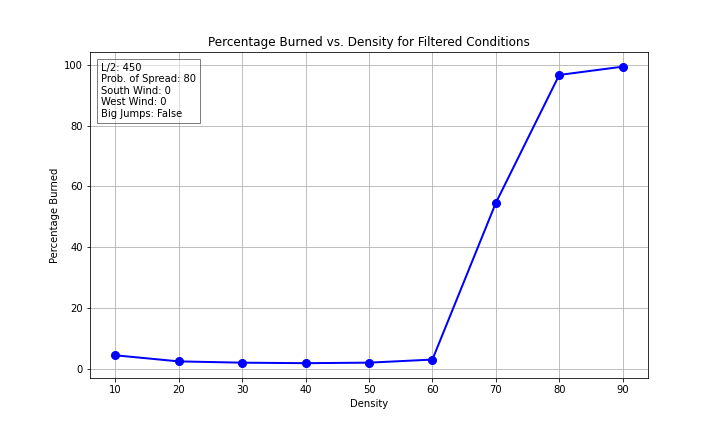 Percentage Burned vs. Density for Filtered Conditions
L/2: 450
Prob. of Spread: 80
South Wind: 0
West Wind: 0
Big Jumps: False
Percentage Burned
100
80
60
40
20
0
10 20 30 40 50 60 70 80 90
Density